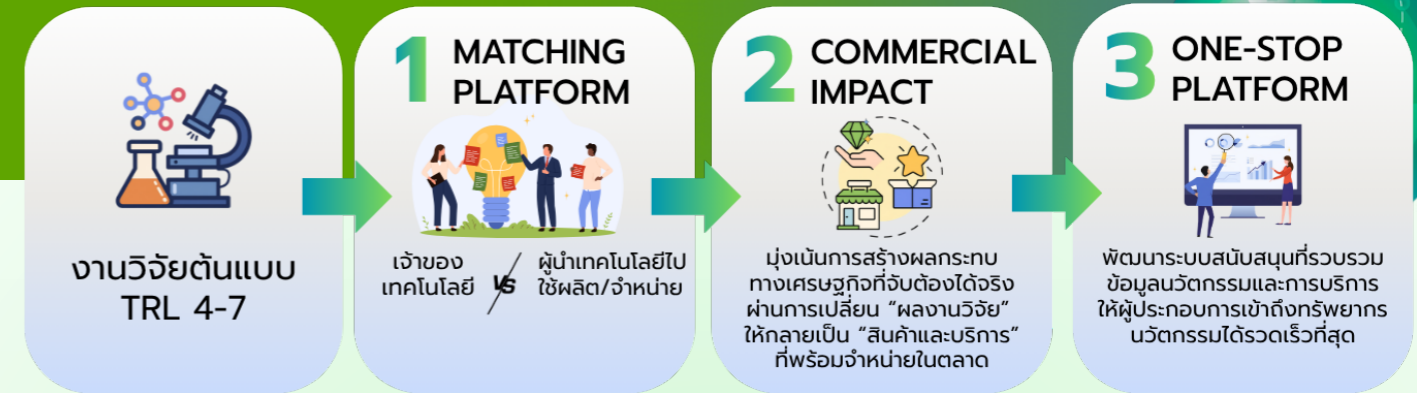 งานวิจัยต้นแบบ
TRL 4-7
1 MATCHING
PLATFORM
เจ้าของ
เทคโนโลยี
VS
ผู้นำเทคโนโลยีไป
ใช้ผลิต/จำหน่าย
2 COMMERCIAL
IMPACT
มุ่งเน้นการสร้างผลกระทบ
ทางเศรษฐกิจที่จับต้องได้จริง
ผ่านการเปลี่ยน “ผลงานวิจัย”
ให้กลายเป็น “สินค้าและบริการ”
ที่พร้อมจำหน่ายในตลาด
3 ONE-STOP
PLATFORM
พัฒนาระบบสนับสนุนที่รวบรวม
ข้อมูลนวัตกรรมและการบริการ
ให้ผู้ประกอบการเข้าถึงทรัพยากร
นวัตกรรมได้รวดเร็วที่สุด